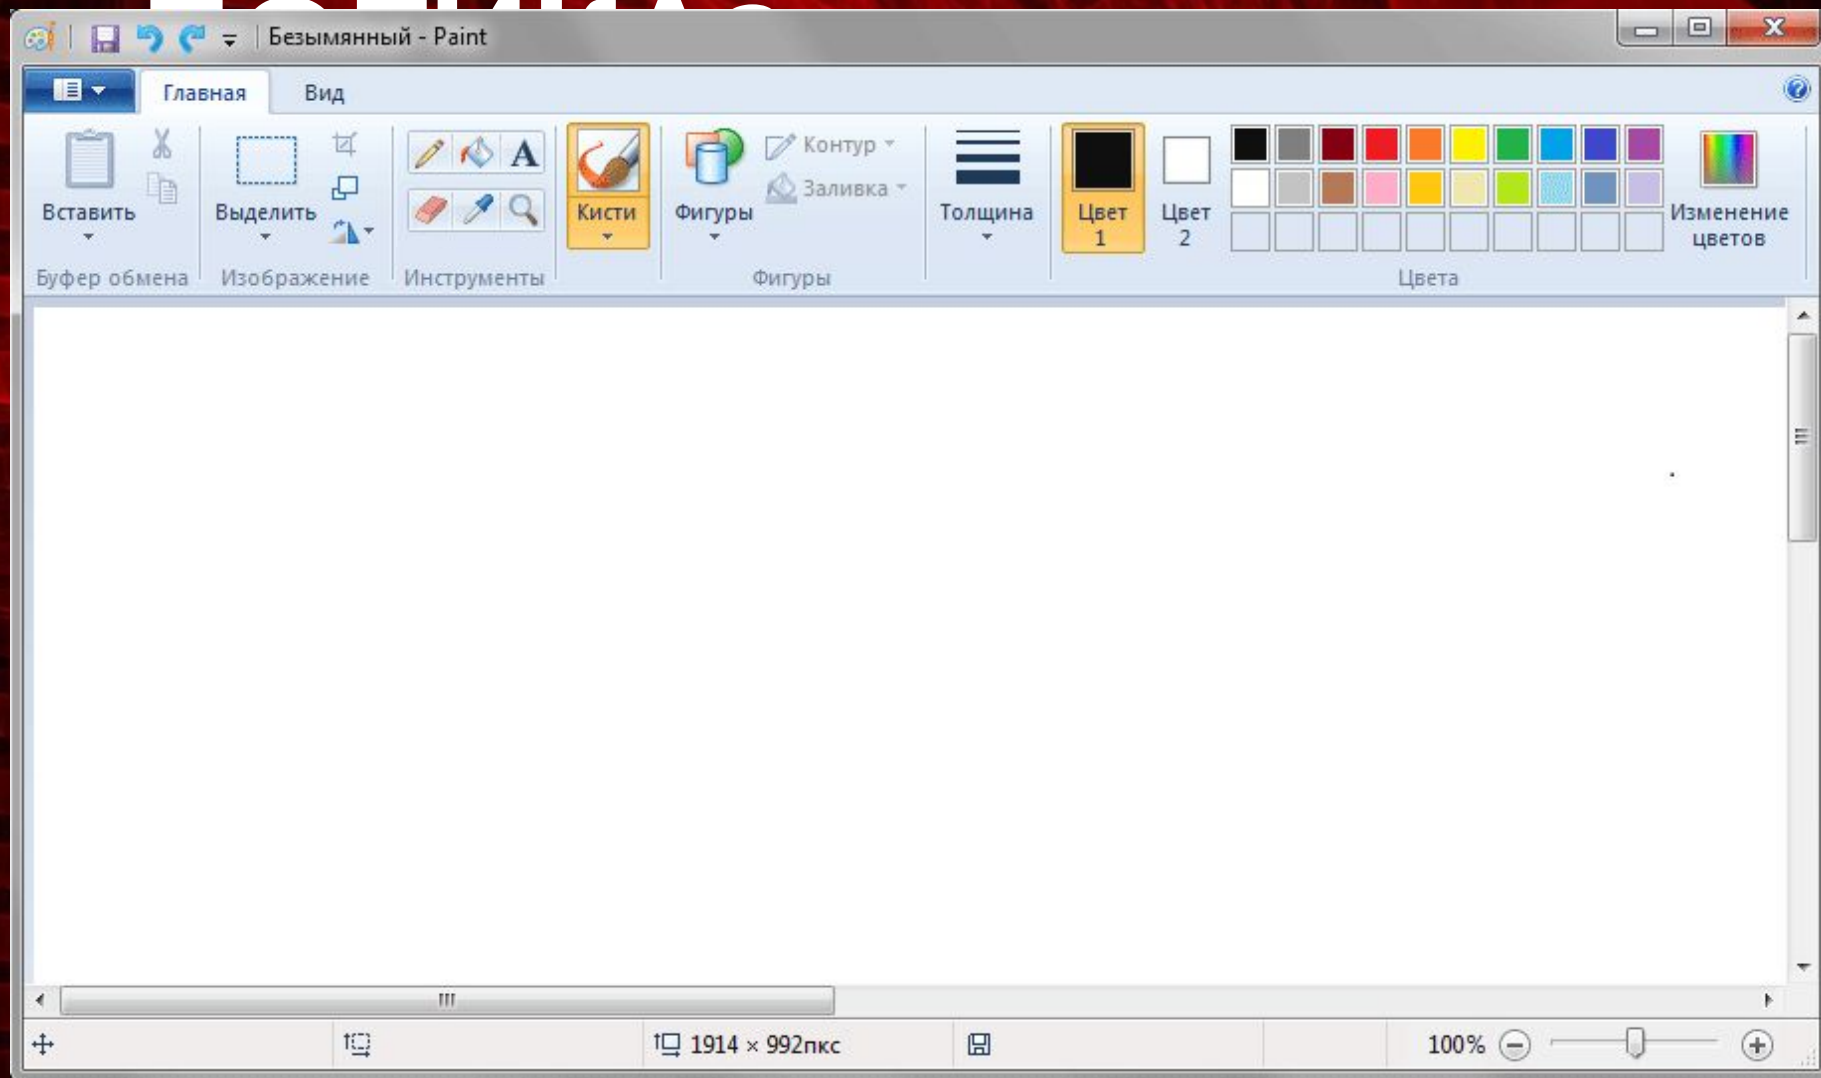 Безымянный - Paint
Главная Вид
Контур
Заливка
Вставить Выделить Кисти Фигуры Толщина Цвет 1 Цвет 2 Изменение цветов
Буфер обмена Изображение Инструменты Фигуры Цвета
1914 × 992пкс 100%